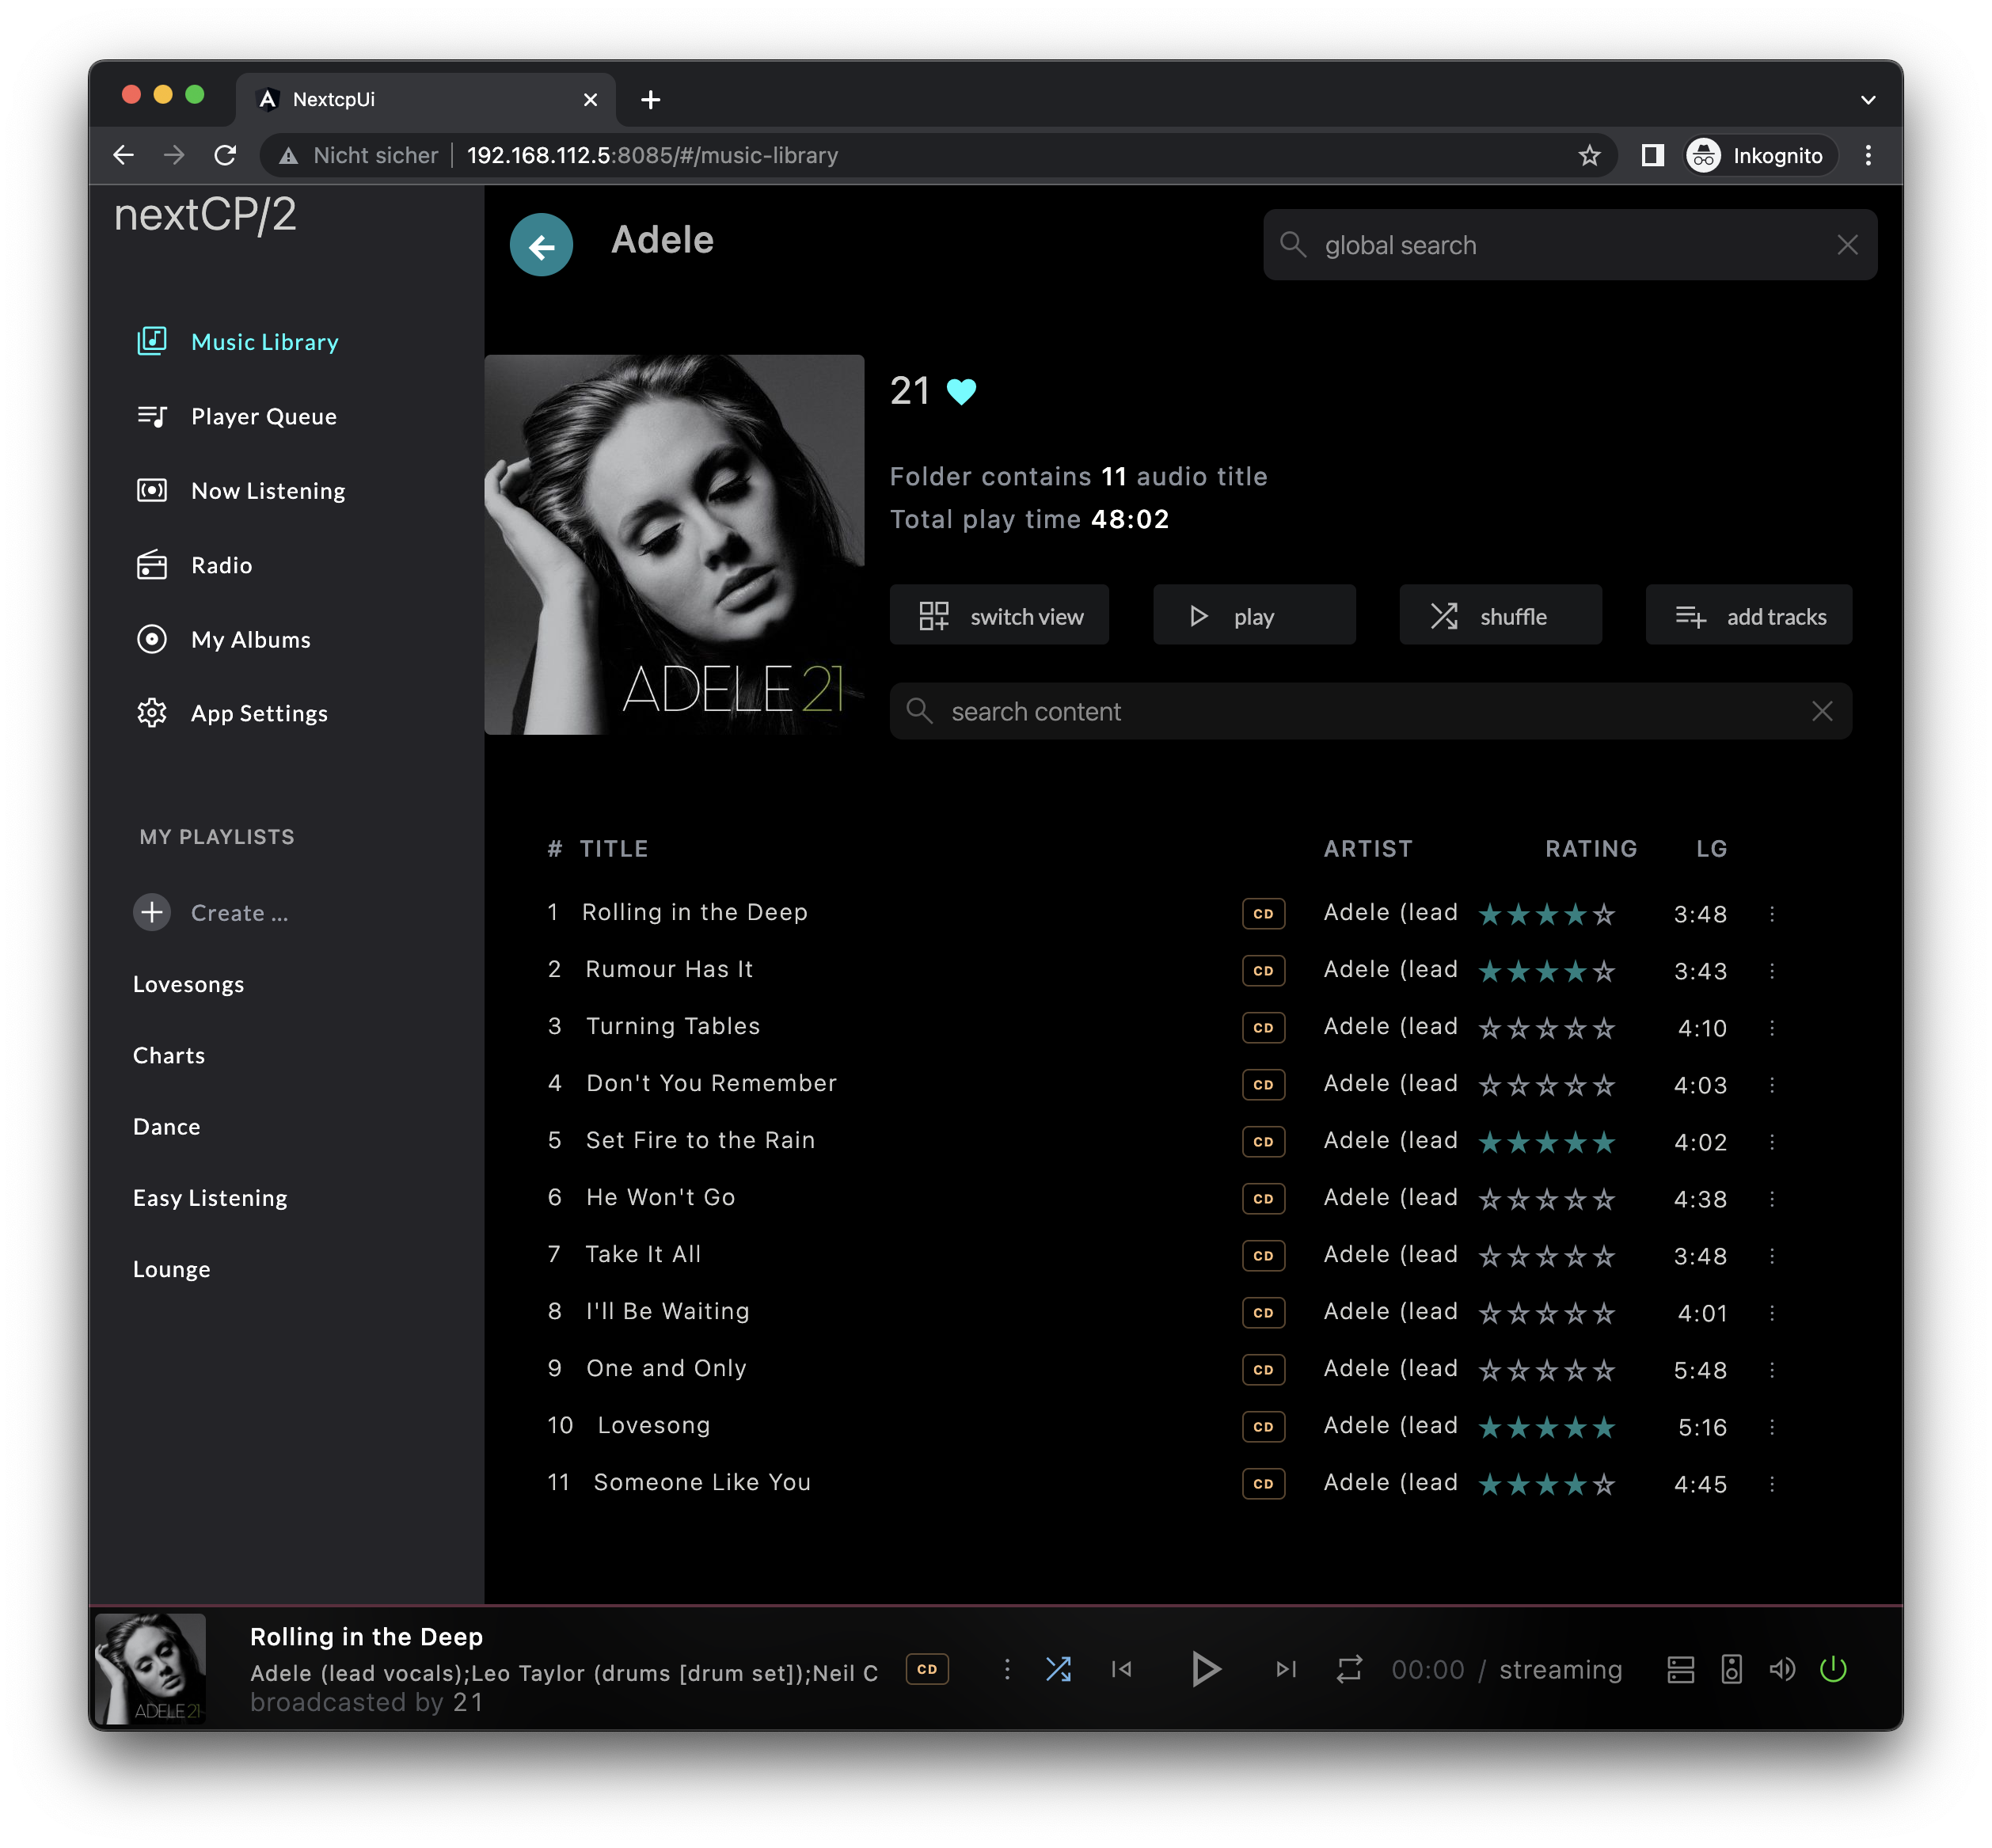 NextcpUi
Nicht sicher 192.168.112.5:8085/#/music-library Inkognito
nextCP/2
Music Library
Player Queue
Now Listening
Radio
My Albums
App Settings
MY PLAYLISTS
Create ...
Lovesongs
Charts
Dance
Easy Listening
Lounge
Adele
global search
ADELE 21
21
Folder contains 11 audio title
Total play time 48:02
switch view play shuffle add tracks
search content
# TITLE ARTIST RATING LG
1 Rolling in the Deep CD Adele (lead 3:48
2 Rumour Has It CD Adele (lead 3:43
3 Turning Tables CD Adele (lead 4:10
4 Don't You Remember CD Adele (lead 4:03
5 Set Fire to the Rain CD Adele (lead 4:02
6 He Won't Go CD Adele (lead 4:38
7 Take It All CD Adele (lead 3:48
8 I'll Be Waiting CD Adele (lead 4:01
9 One and Only CD Adele (lead 5:48
10 Lovesong CD Adele (lead 5:16
11 Someone Like You CD Adele (lead 4:45
ADELE 21
Rolling in the Deep
Adele (lead vocals);Leo Taylor (drums [drum set]);Neil C CD 00:00 / streaming
broadcasted by 21